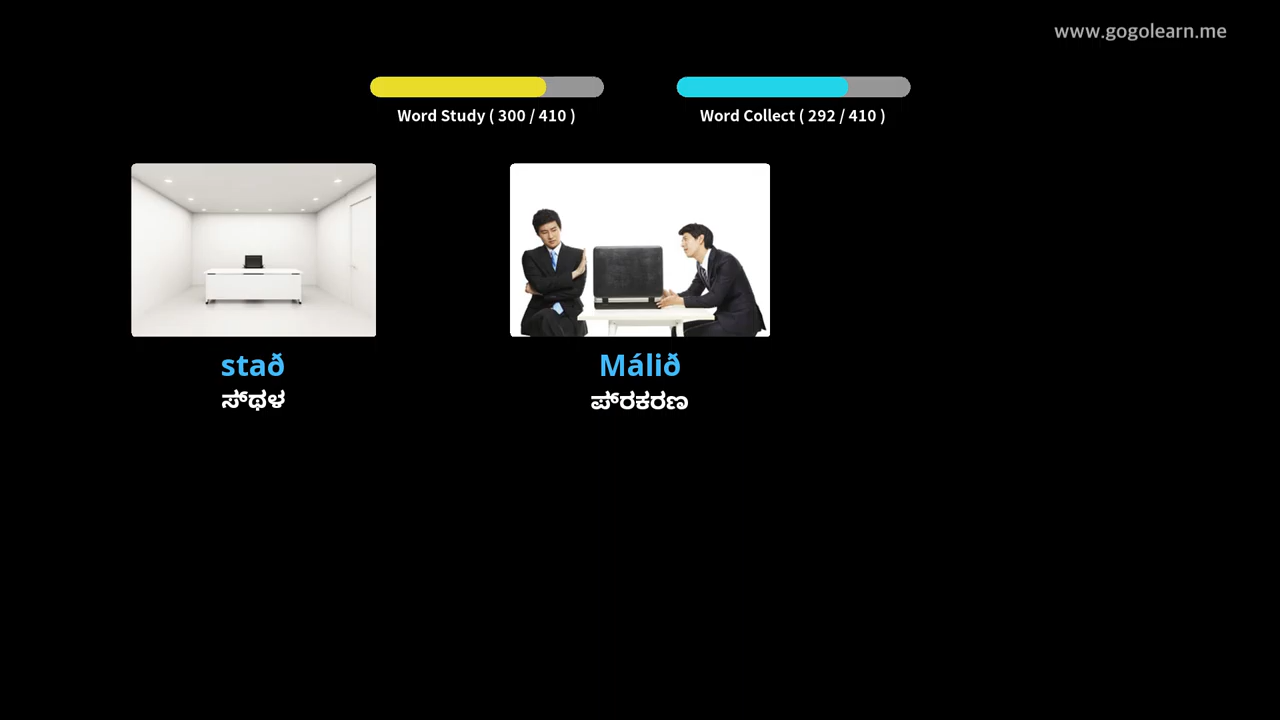 www.gogolearn.me
Word Study ( 300 / 410 )
Word Collect ( 292 / 410 )
stað
ಸ್ಥಳ
Málið
ಪ್ರಕರಣ